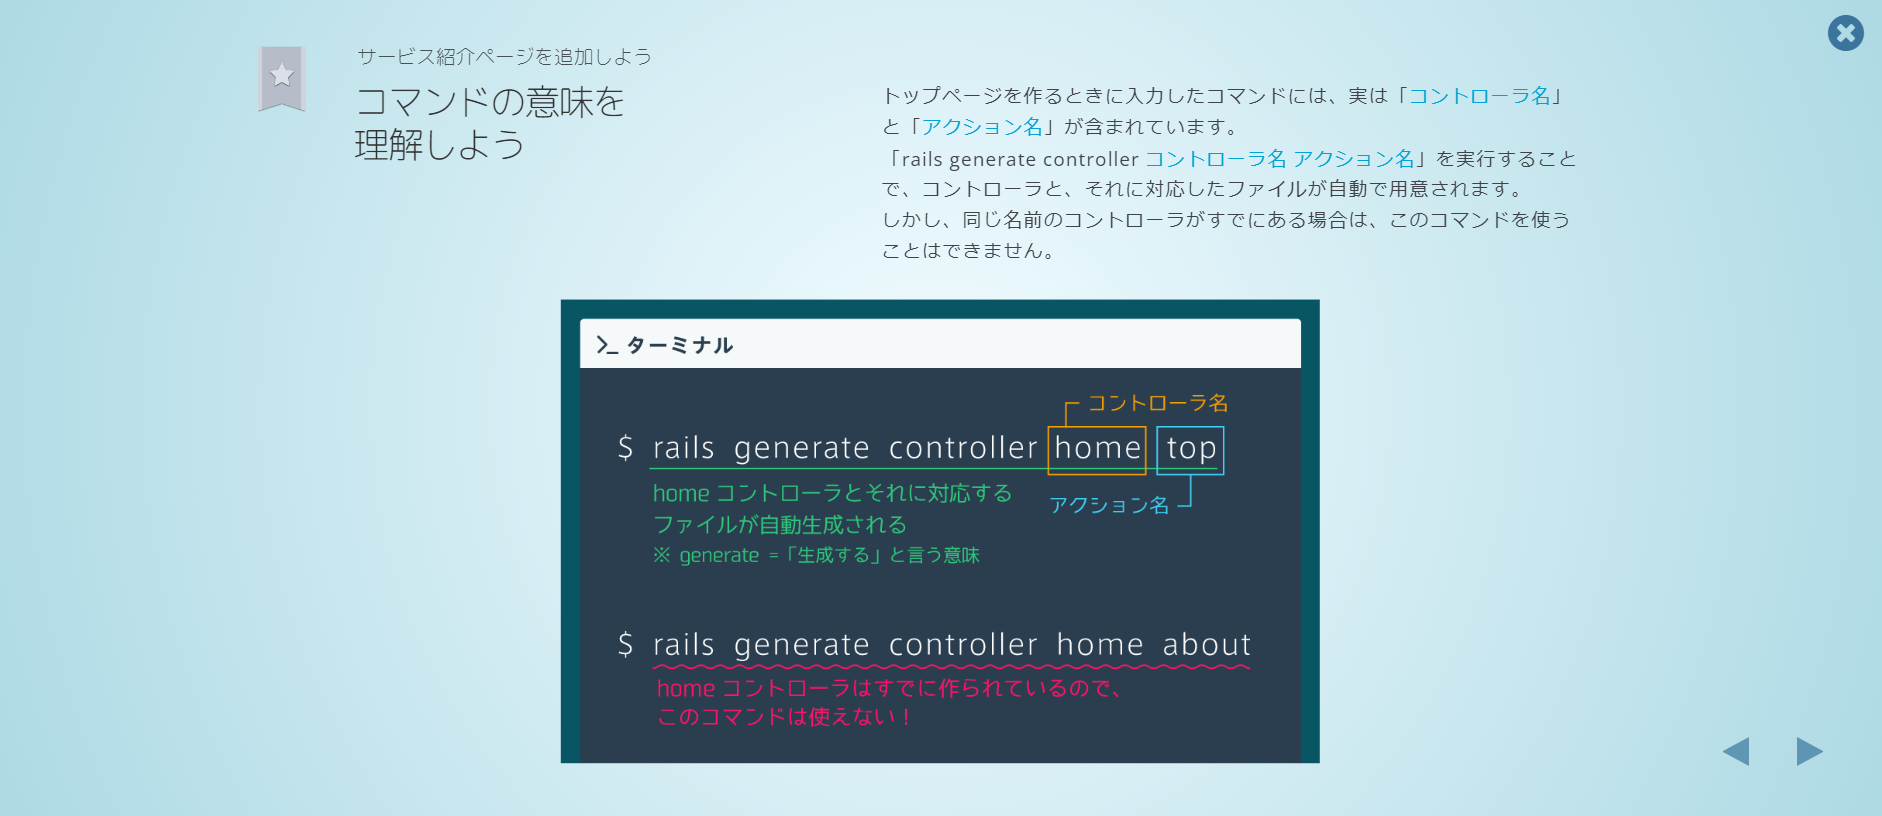 サービス紹介ページを追加しよう
コマンドの意味を
理解しよう
トップページを作るときに入力したコマンドには、実は「コントローラ名」
と「アクション名」が含まれています。
「rails generate controller コントローラ名 アクション名」を実行すること
で、コントローラと、それに対応したファイルが自動で用意されます。
しかし、同じ名前のコントローラがすでにある場合は、このコマンドを使う
ことはできません。
ターミナル
コントローラ名
$ rails generate controller home top
home コントローラとそれに対応する
ファイルが自動生成される
アクション名
※ generate =「生成する」と言う意味
$ rails generate controller home about
home コントローラはすでに作られているので、
このコマンドは使えない！